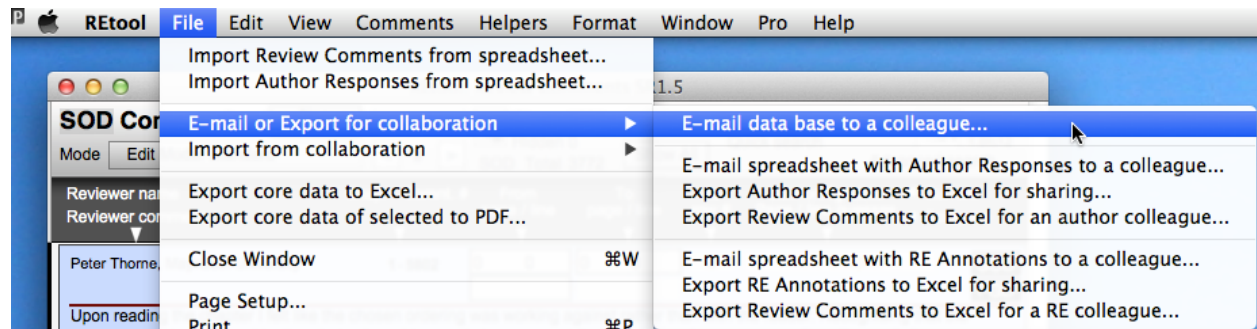 REtool File Edit View Comments Helpers Format Window Pro Help
Import Review Comments from spreadsheet...
Import Author Responses from spreadsheet...
1.5
SOD Cor
E-mail or Export for collaboration
E-mail data base to a colleague...
Mode Edit
Import from collaboration
E-mail spreadsheet with Author Responses to a colleague...
Reviewer na
Export core data to Excel...
Export Author Responses to Excel for sharing...
Reviewer cor
Export core data of selected to PDF...
Export Review Comments to Excel for an author colleague...
Peter Thorne,
Close Window ⌘W
E-mail spreadsheet with RE Annotations to a colleague...
Export RE Annotations to Excel for sharing...
Page Setup...
Upon readin
Export Review Comments to Excel for a RE colleague...
Print ⌘P